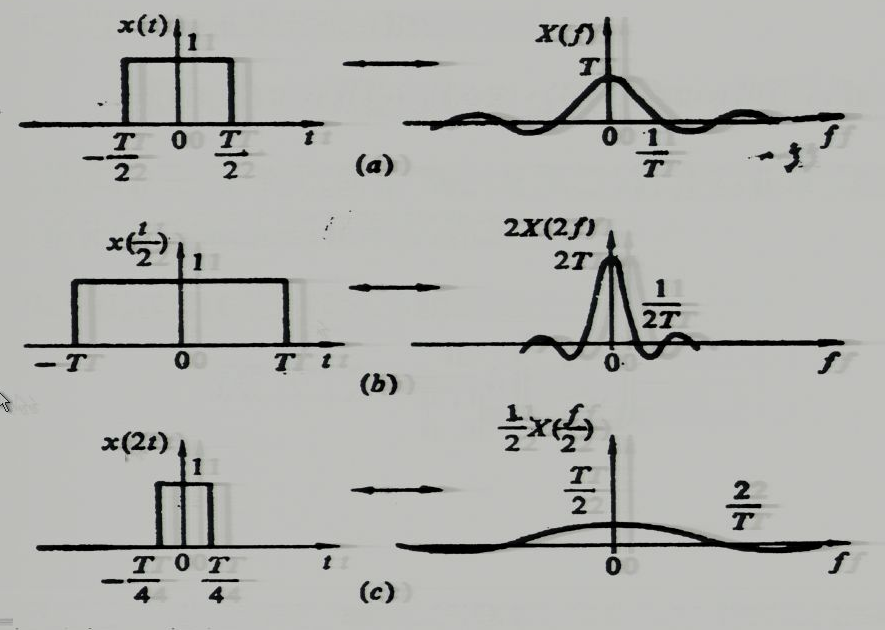 x(t) 1
-T/2 0 T/2 t
X(f)
T
0 1/T f
(a)
x(t/2) 1
-T 0 T t
2X(2f)
2T
1/2T
0 f
(b)
x(2t) 1
-T/4 0 T/4 t
1/2X(f/2)
T/2 2/T
0 f
(c)